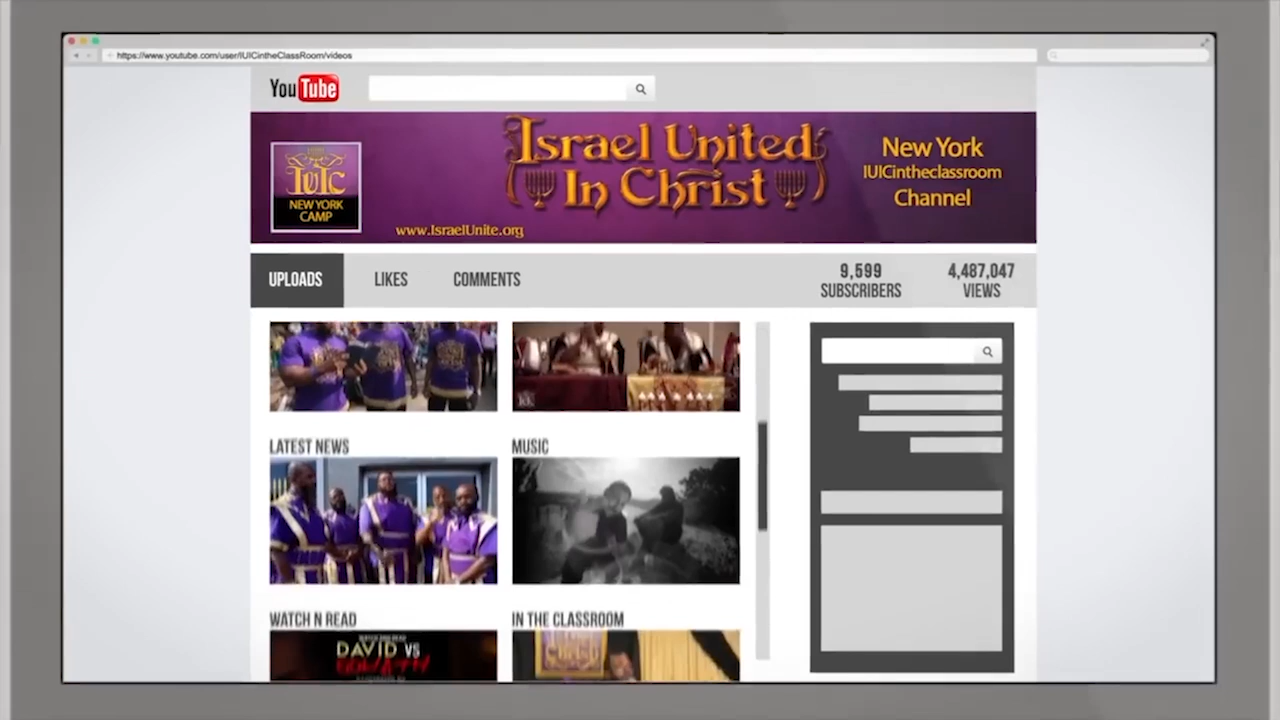 https://www.youtube.com/user/IUICintheClassRoom/videos
YouTube
Israel United
In Christ
IUIC
NEW YORK
CAMP
www.IsraelUnite.org
New York
IUICintheclassroom
Channel
UPLOADS
LIKES
COMMENTS
9,599
SUBSCRIBERS
4,487,047
VIEWS
LATEST NEWS
MUSIC
WATCH N READ
IN THE CLASSROOM
DAVID VS